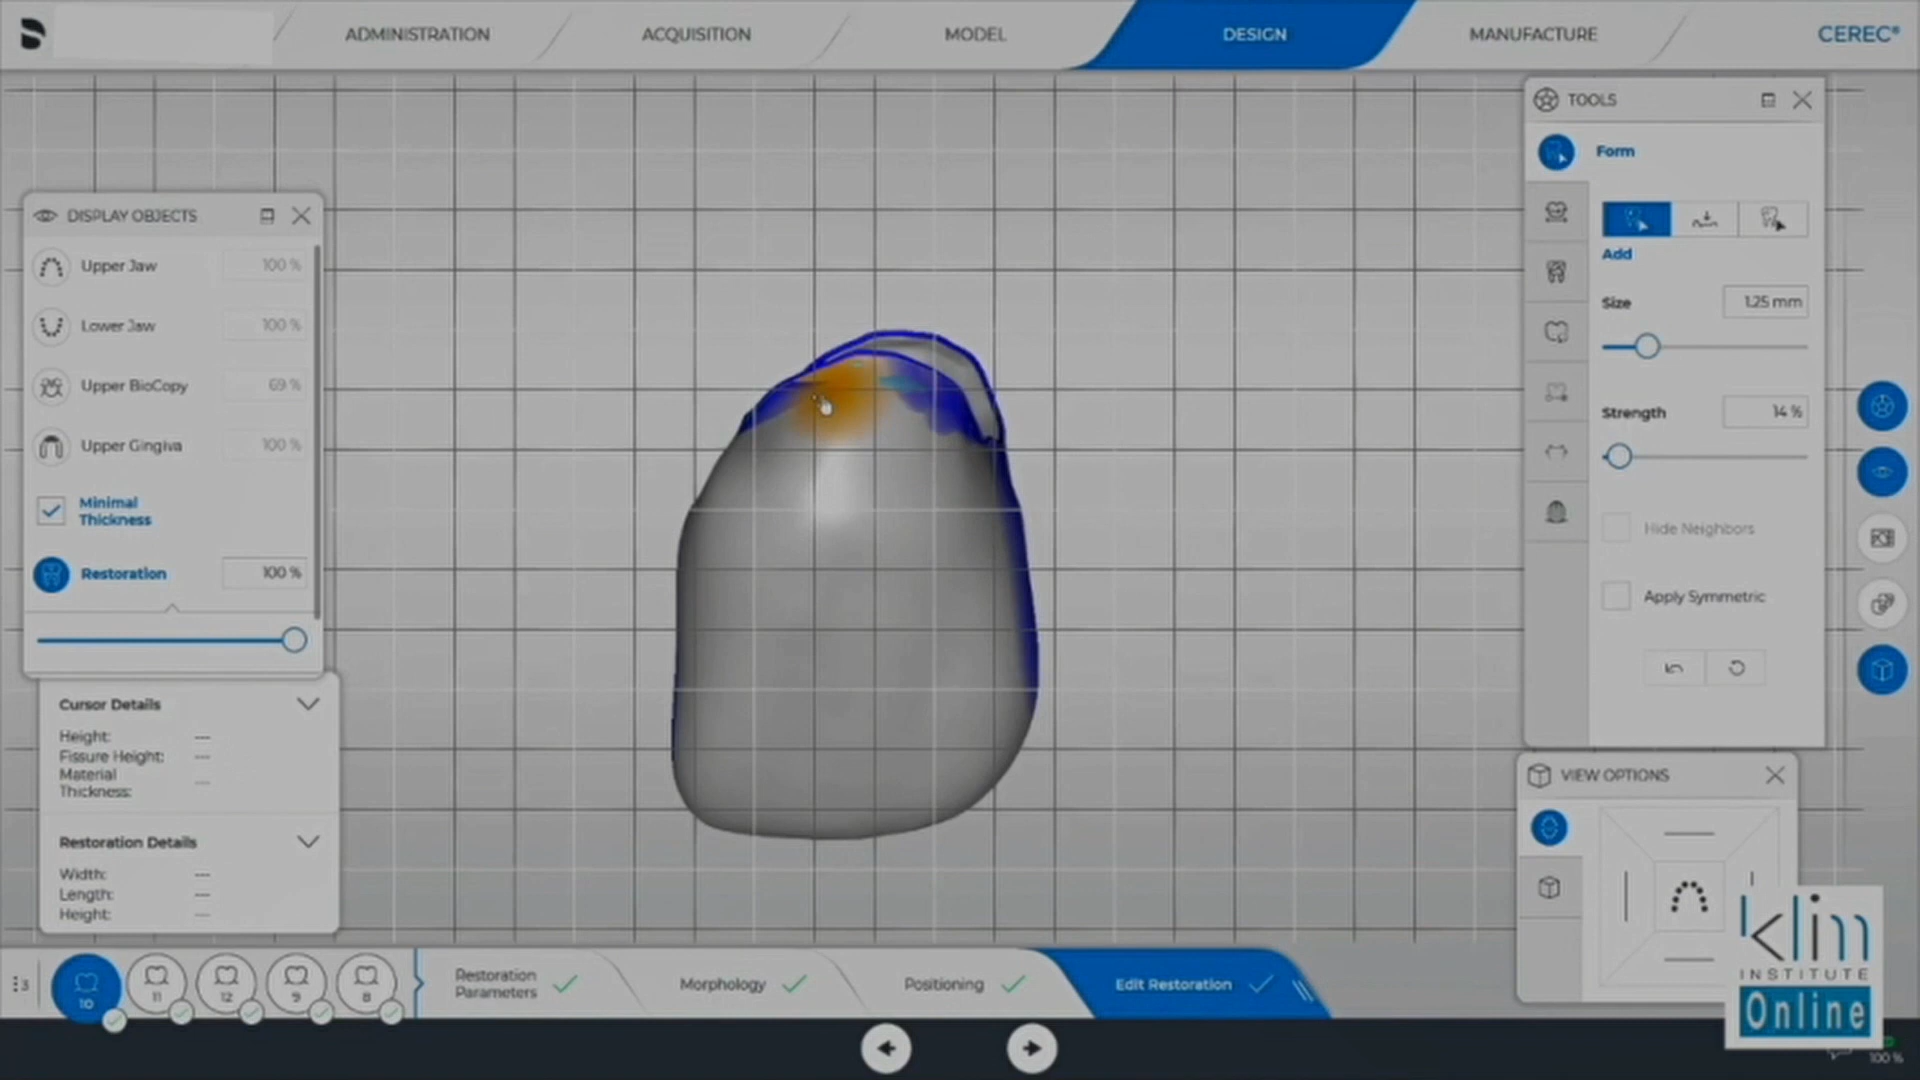 ADMINISTRATION
ACQUISITION
MODEL
DESIGN
MANUFACTURE
CEREC®
DISPLAY OBJECTS
Upper Jaw 100 %
Lower Jaw 100 %
Upper BioCopy 69 %
Upper Gingiva 100 %
Minimal
Thickness
Restoration 100 %
Cursor Details
Height: ---
Fissure Height: ---
Material
Thickness: ---
Restoration Details
Width: ---
Length: ---
Height: ---
TOOLS
Form
Add
Size 1.25 mm
Strength 14 %
Hide Neighbors
Apply Symmetric
VIEW OPTIONS
3
10
11
12
9
8
Restoration
Parameters
Morphology
Positioning
Edit Restoration
klim
INSTITUTE
Online
100 %